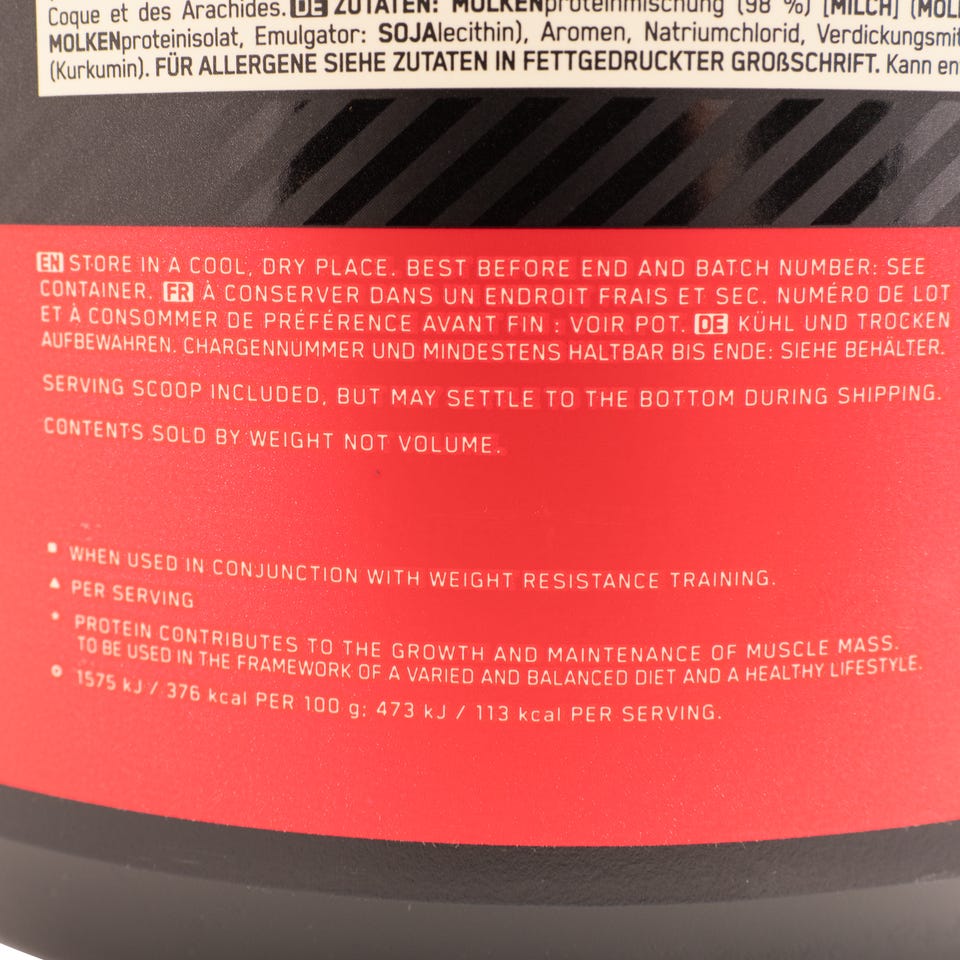 Coque et des Arachides. DE ZUTATEN: MOLKENproteinmischung (98 %) [MILCH] (MOL
MOLKENproteinisolat, Emulgator: SOJAlecithin), Aromen, Natriumchlorid, Verdickungsmit
(Kurkumin). FÜR ALLERGENE SIEHE ZUTATEN IN FETTGEDRUCKTER GROßSCHRIFT. Kann en
EN STORE IN A COOL, DRY PLACE. BEST BEFORE END AND BATCH NUMBER: SEE
CONTAINER. FR À CONSERVER DANS UN ENDROIT FRAIS ET SEC. NUMÉRO DE LOT
ET À CONSOMMER DE PRÉFÉRENCE AVANT FIN : VOIR POT. DE KÜHL UND TROCKEN
AUFBEWAHREN. CHARGENNUMMER UND MINDESTENS HALTBAR BIS ENDE: SIEHE BEHÄLTER.
SERVING SCOOP INCLUDED, BUT MAY SETTLE TO THE BOTTOM DURING SHIPPING.
CONTENTS SOLD BY WEIGHT NOT VOLUME.
■ WHEN USED IN CONJUNCTION WITH WEIGHT RESISTANCE TRAINING.
▲ PER SERVING
* PROTEIN CONTRIBUTES TO THE GROWTH AND MAINTENANCE OF MUSCLE MASS.
TO BE USED IN THE FRAMEWORK OF A VARIED AND BALANCED DIET AND A HEALTHY LIFESTYLE.
1575 kJ / 376 kcal PER 100 g; 473 kJ / 113 kcal PER SERVING.